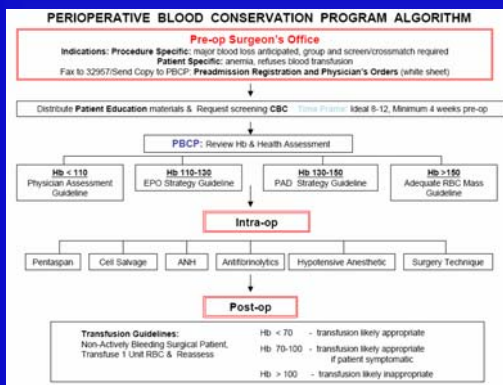 PERIOPERATIVE BLOOD CONSERVATION PROGRAM ALGORITHM
Pre-op Surgeon's Office
Indications: Procedure Specific: major blood loss anticipated, group and screen/crossmatch required
Patient Specific: anemia, refuses blood transfusion
Fax to 32957/Send Copy to PBCP: Preadmission Registration and Physician's Orders (white sheet)
Distribute Patient Education materials & Request screening CBC Time Frame: Ideal 8-12, Minimum 4 weeks pre-op
PBCP: Review Hb & Health Assessment
Hb < 110
Physician Assessment
Guideline
Hb 110-130
EPO Strategy Guideline
Hb 130-150
PAD Strategy Guideline
Hb >150
Adequate RBC Mass
Guideline
Intra-op
Pentaspan
Cell Salvage
ANH
Antifibrinolytics
Hypotensive Anesthetic
Surgery Technique
Post-op
Transfusion Guidelines:
Non-Actively Bleeding Surgical Patient,
Transfuse 1 Unit RBC & Reassess
Hb < 70 - transfusion likely appropriate
Hb 70-100 - transfusion likely appropriate
if patient symptomatic
Hb > 100 - transfusion likely inappropriate